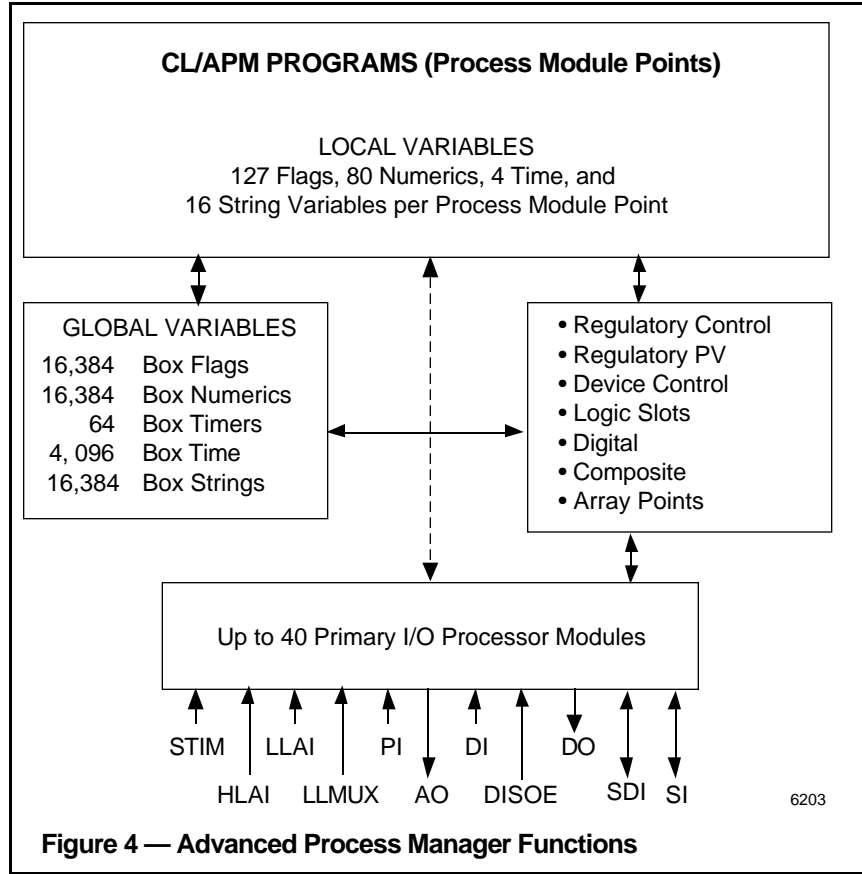 CL/APM PROGRAMS (Process Module Points)
LOCAL VARIABLES
127 Flags, 80 Numerics, 4 Time, and
16 String Variables per Process Module Point
GLOBAL VARIABLES
16,384 Box Flags
16,384 Box Numerics
64 Box Timers
4, 096 Box Time
16,384 Box Strings
• Regulatory Control
• Regulatory PV
• Device Control
• Logic Slots
• Digital
• Composite
• Array Points
Up to 40 Primary I/O Processor Modules
STIM LLAI PI DI DO
HLAI LLMUX AO DISOE SDI SI
6203
Figure 4 — Advanced Process Manager Functions